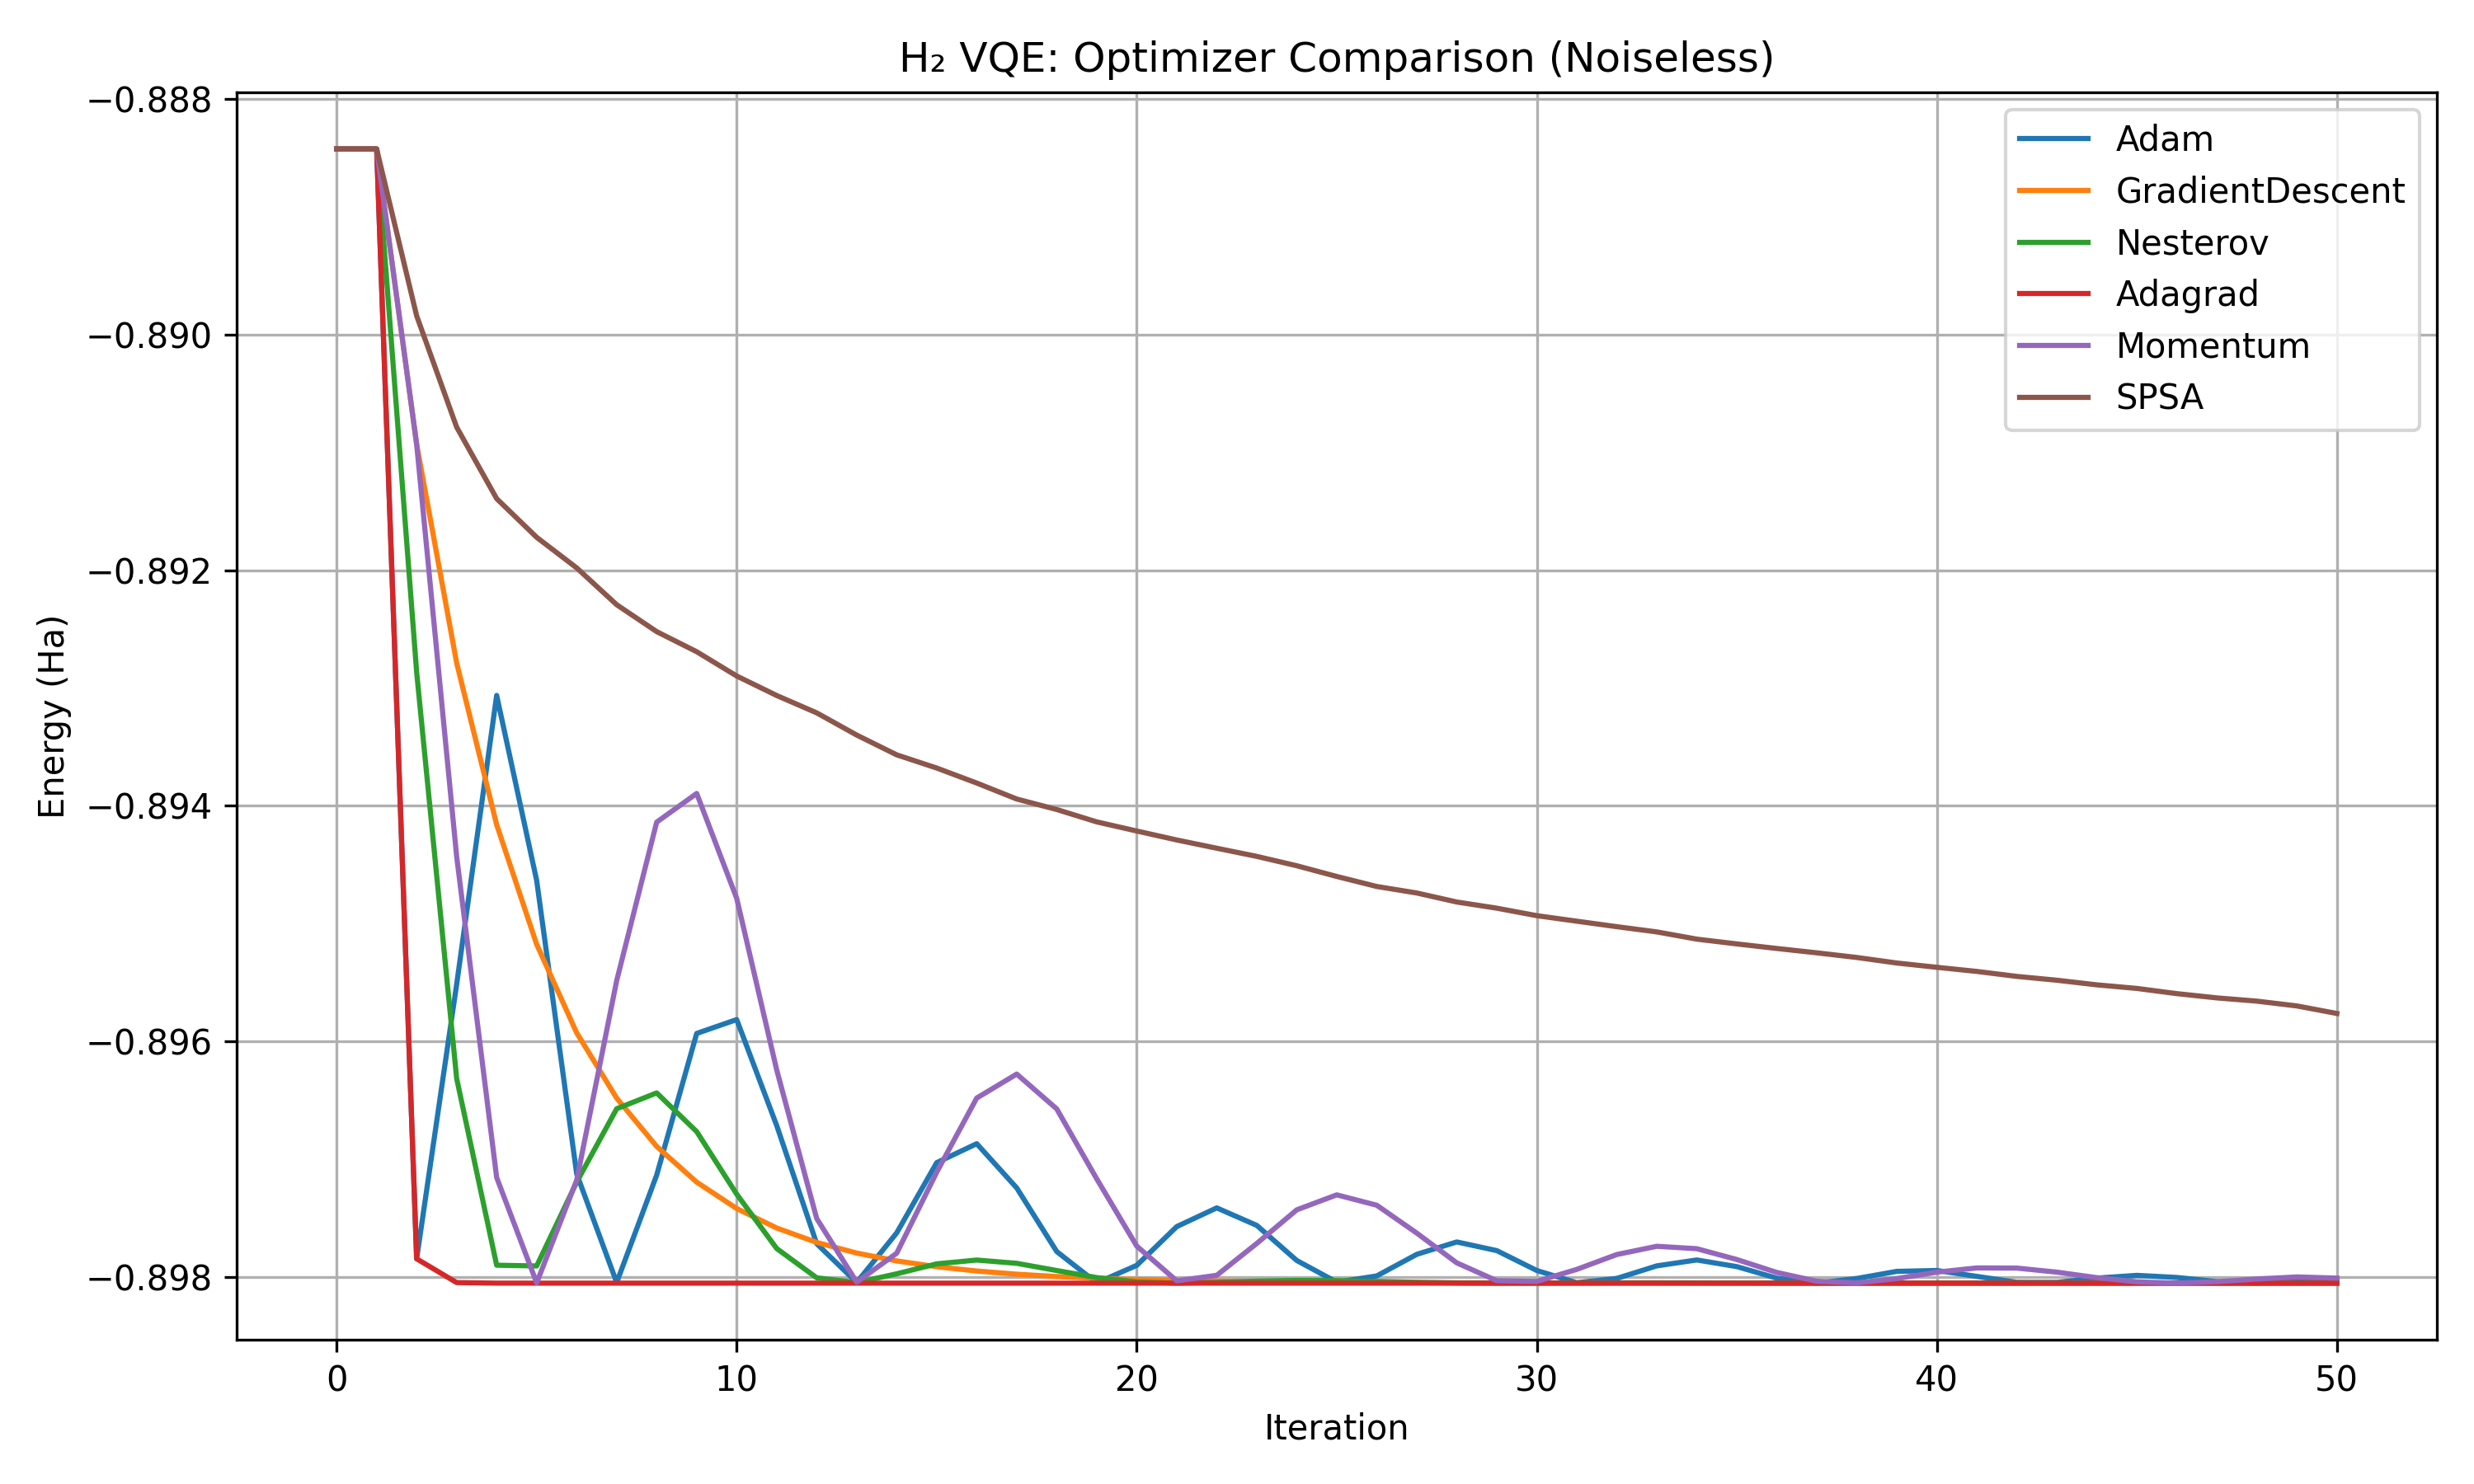 H₂ VQE: Optimizer Comparison (Noiseless)
Adam
GradientDescent
Nesterov
Adagrad
Momentum
SPSA
Energy (Ha)
−0.888
−0.890
−0.892
−0.894
−0.896
−0.898
0 10 20 30 40 50
Iteration